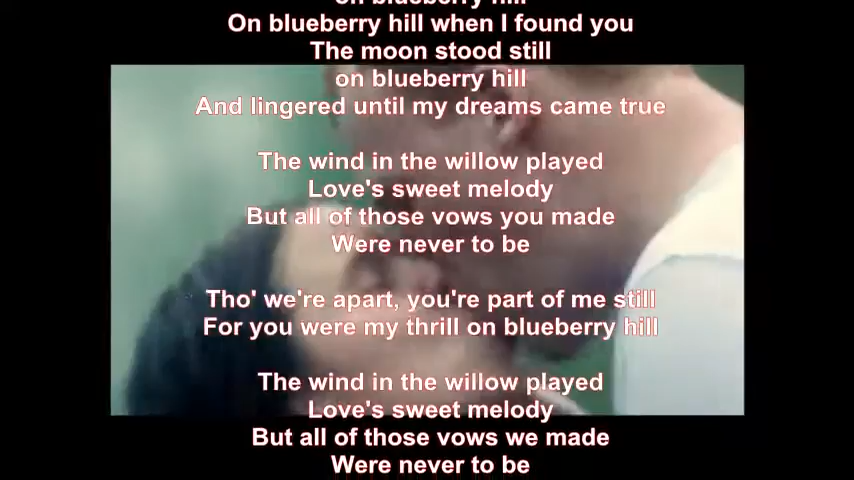 on blueberry hill
On blueberry hill when I found you
The moon stood still
on blueberry hill
And lingered until my dreams came true
The wind in the willow played
Love's sweet melody
But all of those vows you made
Were never to be
Tho' we're apart, you're part of me still
For you were my thrill on blueberry hill
The wind in the willow played
Love's sweet melody
But all of those vows we made
Were never to be